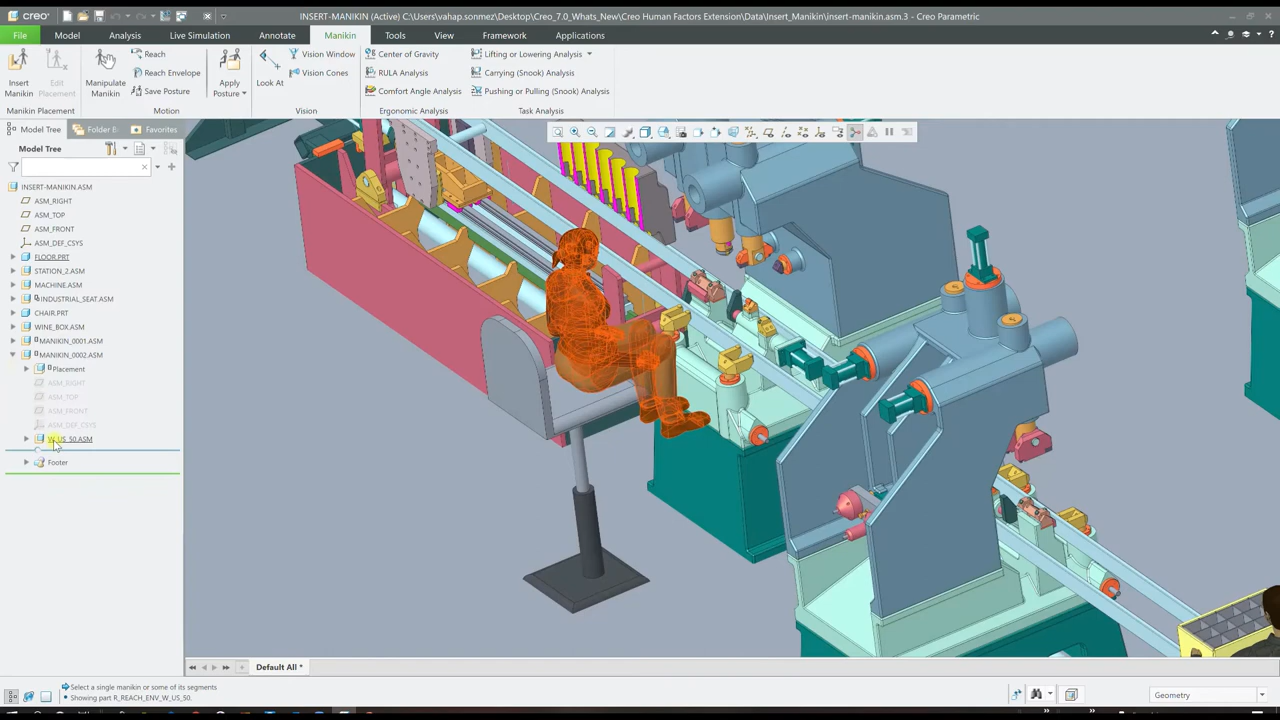 creo
INSERT-MANIKIN (Active) C:\Users\vahap.sonmez\Desktop\Creo_7.0_Whats_New\Creo Human Factors Extension\Data\Insert_Manikin\insert-manikin.asm.3 - Creo Parametric
File Model Analysis Live Simulation Annotate Manikin Tools View Framework Applications
Insert Manikin
Edit Placement
Manikin Placement
Manipulate Manikin
Reach
Reach Envelope
Save Posture
Motion
Apply Posture
Look At
Vision Window
Vision Cones
Vision
Center of Gravity
RULA Analysis
Comfort Angle Analysis
Ergonomic Analysis
Lifting or Lowering Analysis
Carrying (Snook) Analysis
Pushing or Pulling (Snook) Analysis
Task Analysis
Model Tree Folder B Favorites
Model Tree
INSERT-MANIKIN.ASM
ASM_RIGHT
ASM_TOP
ASM_FRONT
ASM_DEF_CSYS
FLOOR.PRT
STATION_2.ASM
MACHINE.ASM
INDUSTRIAL_SEAT.ASM
CHAIR.PRT
WINE_BOX.ASM
MANIKIN_0001.ASM
MANIKIN_0002.ASM
Placement
ASM_RIGHT
ASM_TOP
ASM_FRONT
ASM_DEF_CSYS
W_US_50.ASM
Footer
Default All *
Select a single manikin or some of its segments
Showing part R_REACH_ENV_W_US_50.
Geometry